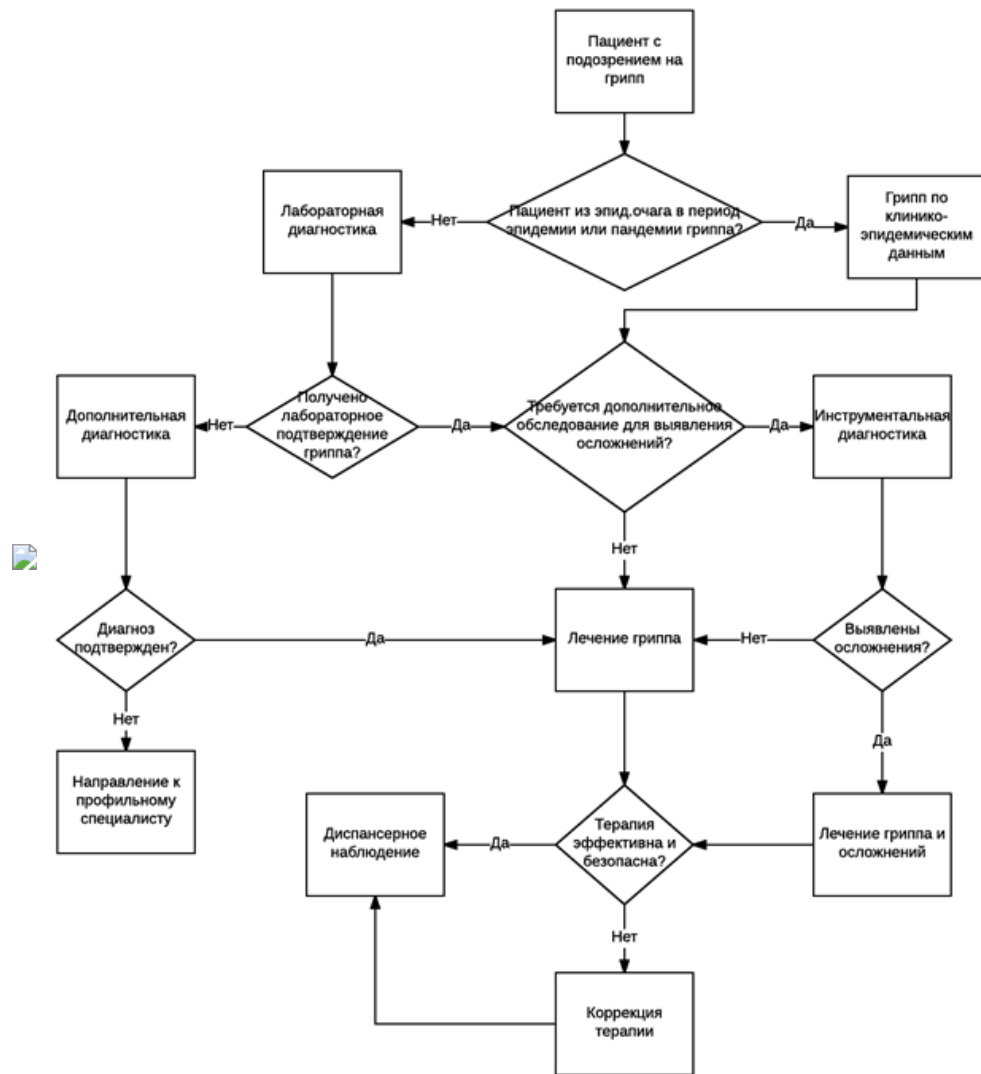 Пациент с
подозрением на
грипп
Пациент из эпид.очага в период
эпидемии или пандемии гриппа?
Нет
Да
Лабораторная
диагностика
Грипп по
клинико-
эпидемическим
данным
Дополнительная
диагностика
Нет
Получено
лабораторное
подтверждение
гриппа?
Да
Требуется дополнительное
обследование для выявления
осложнений?
Да
Инструментальная
диагностика
Нет
Диагноз
подтвержден?
Да
Лечение гриппа
Нет
Выявлены
осложнения?
Нет
Да
Направление к
профильному
специалисту
Диспансерное
наблюдение
Да
Терапия
эффективна и
безопасна?
Лечение гриппа и
осложнений
Нет
Коррекция
терапии